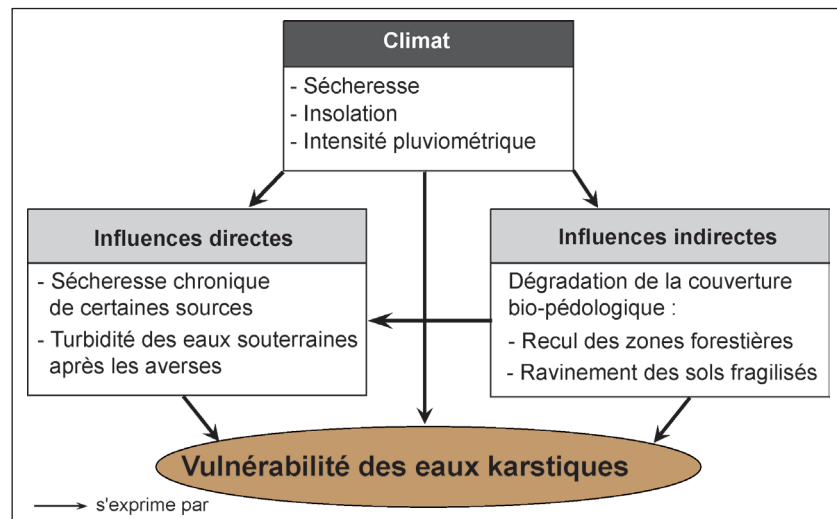 Climat
- Sécheresse
- Insolation
- Intensité pluviométrique
Influences directes
- Sécheresse chronique
de certaines sources
- Turbidité des eaux souterraines
après les averses
Influences indirectes
Dégradation de la couverture
bio-pédologique :
- Recul des zones forestières
- Ravinement des sols fragilisés
Vulnérabilité des eaux karstiques
s'exprime par